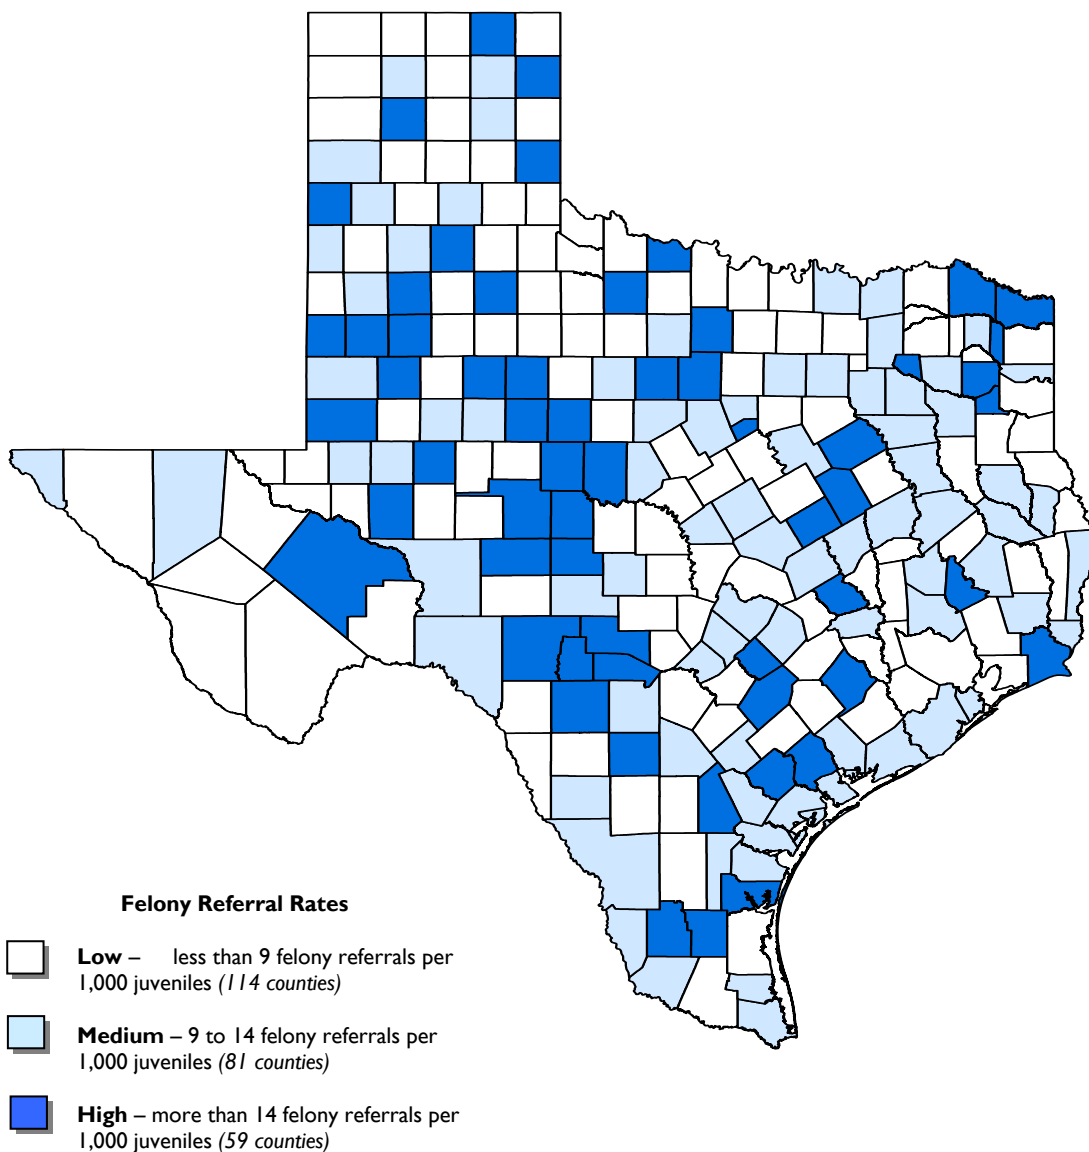 Felony Referral Rates
Low – less than 9 felony referrals per
1,000 juveniles (114 counties)
Medium – 9 to 14 felony referrals per
1,000 juveniles (81 counties)
High – more than 14 felony referrals per
1,000 juveniles (59 counties)